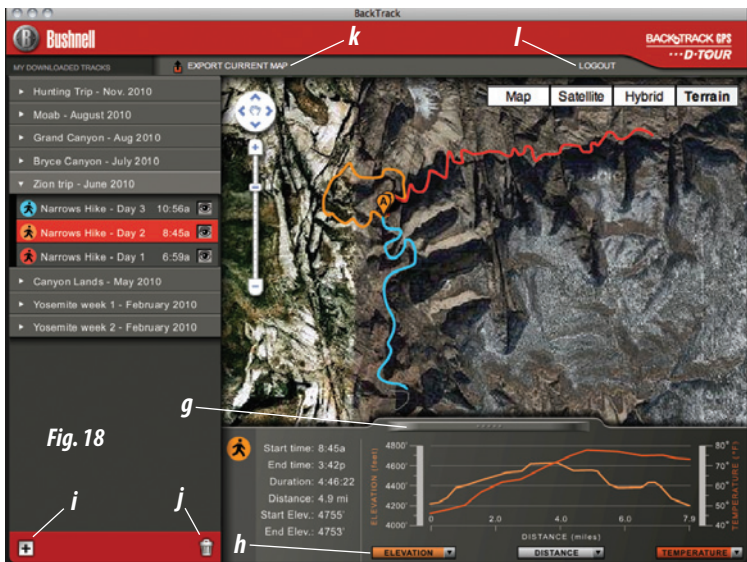 BackTrack
B Bushnell
BACKTRACK GPS
D-TOUR
k
l
MY DOWNLOADED TRACKS
EXPORT CURRENT MAP
LOGOUT
Hunting Trip - Nov. 2010
Moab - August 2010
Grand Canyon - Aug 2010
Bryce Canyon - July 2010
Zion trip - June 2010
Narrows Hike - Day 3 10:56a
Narrows Hike - Day 2 8:45a
Narrows Hike - Day 1 6:59a
Canyon Lands - May 2010
Yosemite week 1 - February 2010
Yosemite week 2 - February 2010
Map Satellite Hybrid Terrain
A
g
Fig. 18
i
j
h
Start time: 8:45a
End time: 3:42p
Duration: 4:46:22
Distance: 4.9 mi
Start Elev.: 4755'
End Elev.: 4753'
ELEVATION (feet)
4800'
4600'
4400'
4200'
4000'
80°
70°
60°
50°
40°
TEMPERATURE (°F)
0 2.0 4.0 6.0 7.9
DISTANCE (miles)
ELEVATION DISTANCE TEMPERATURE